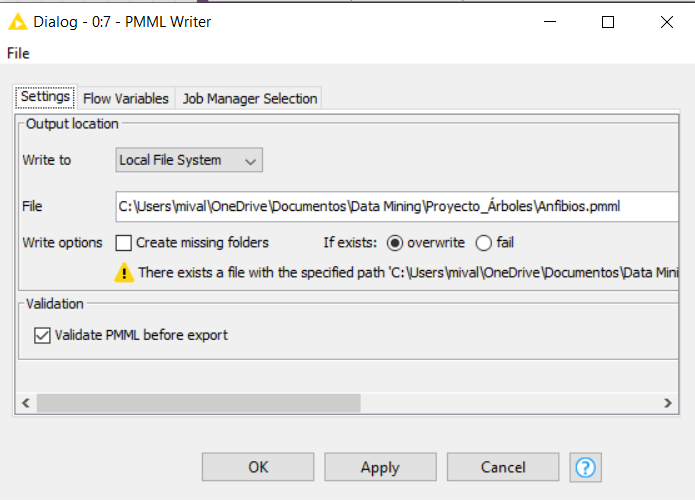 Dialog - 0:7 - PMML Writer
File
Settings Flow Variables Job Manager Selection
Output location
Write to Local File System
File C:\Users\mival\OneDrive\Documentos\Data Mining\Proyecto_Árboles\Anfibios.pmml
Write options Create missing folders If exists: overwrite fail
There exists a file with the specified path 'C:\Users\mival\OneDrive\Documentos\Data Mini
Validation
Validate PMML before export
OK Apply Cancel ?